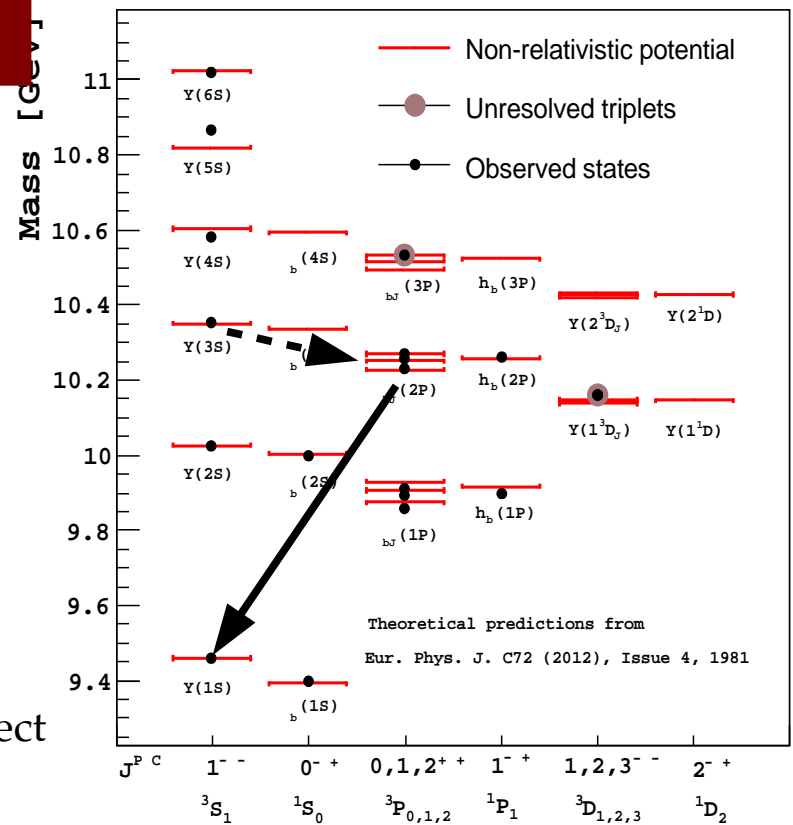 Mass [GeV]
Non-relativistic potential
Unresolved triplets
Observed states
11
10.8
10.6
10.4
10.2
10
9.8
9.6
9.4
Y(6S)
Y(5S)
Y(4S)
b(4S)
bJ(3P)
hb(3P)
Y(2³DJ)
Y(2¹D)
Y(3S)
b(
(2P)
hb(2P)
Y(1³DJ)
Y(1¹D)
Y(2S)
b(2S)
bJ(1P)
hb(1P)
Theoretical predictions from
Eur. Phys. J. C72 (2012), Issue 4, 1981
Y(1S)
b(1S)
ect
J^P C 1^- - 0^- + 0,1,2^+ + 1^- + 1,2,3^- - 2^- +
³S₁ ¹S₀ ³P₀,₁,₂ ¹P₁ ³D₁,₂,₃ ¹D₂